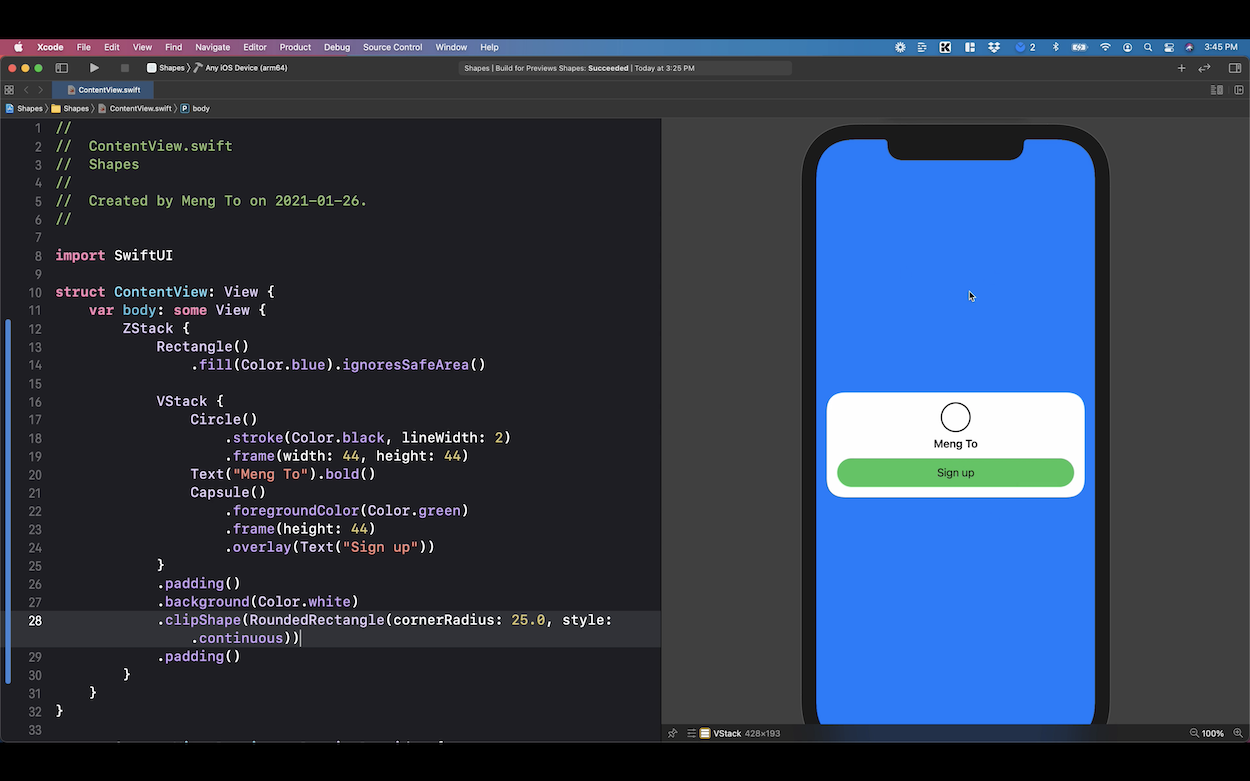 Xcode File Edit View Find Navigate Editor Product Debug Source Control Window Help 2 3:45 PM
Shapes 〉 Any iOS Device (arm64) Shapes | Build for Previews Shapes: Succeeded | Today at 3:25 PM
ContentView.swift
Shapes 〉 Shapes 〉 ContentView.swift 〉 P body
1 //
2 //  ContentView.swift
3 //  Shapes
4 //
5 //  Created by Meng To on 2021-01-26.
6 //
7
8 import SwiftUI
9
10 struct ContentView: View {
11     var body: some View {
12         ZStack {
13             Rectangle()
14                 .fill(Color.blue).ignoresSafeArea()
15
16             VStack {
17                 Circle()
18                     .stroke(Color.black, lineWidth: 2)
19                     .frame(width: 44, height: 44)
20                 Text("Meng To").bold()
21                 Capsule()
22                     .foregroundColor(Color.green)
23                     .frame(height: 44)
24                     .overlay(Text("Sign up"))
25             }
26             .padding()
27             .background(Color.white)
28             .clipShape(RoundedRectangle(cornerRadius: 25.0, style:
                .continuous))
29             .padding()
30         }
31     }
32 }
33
Meng To
Sign up
VStack 428×193 100%